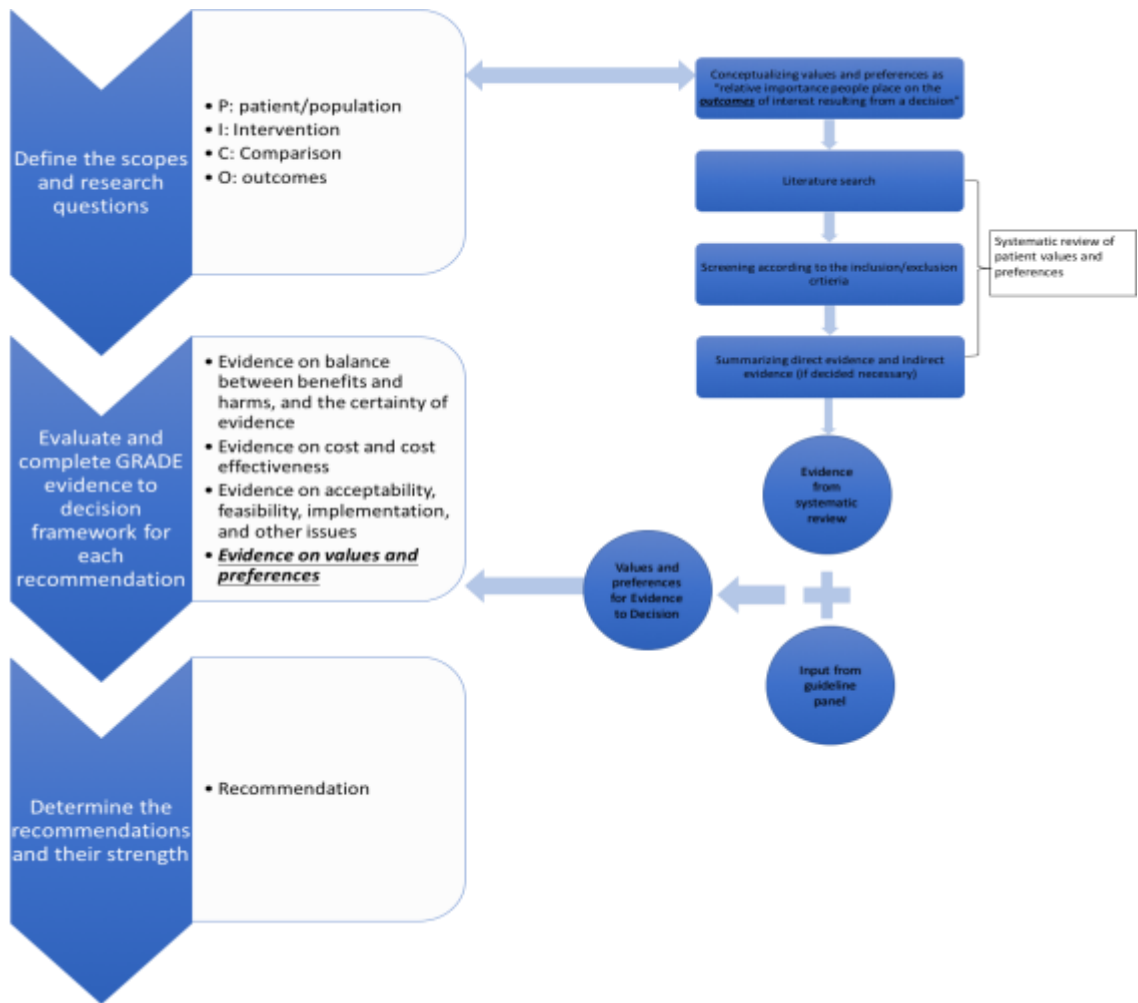 Define the scopes
and research
questions
• P: patient/population
• I: Intervention
• C: Comparison
• O: outcomes
Conceptualizing values and preferences as
"relative importance people place on the
outcomes of interest resulting from a decision"
Literature search
Screening according to the inclusion/exclusion
crtieria
Summarizing direct evidence and indirect
evidence (if decided necessary)
Systematic review of
patient values and
preferences
Evaluate and
complete GRADE
evidence to
decision
framework for
each
recommendation
• Evidence on balance
between benefits and
harms, and the certainty of
evidence
• Evidence on cost and cost
effectiveness
• Evidence on acceptability,
feasibility, implementation,
and other issues
• Evidence on values and
preferences
Evidence
from
systematic
review
Values and
preferences
for Evidence
to Decision
Input from
guideline
panel
Determine the
recommendations
and their strength
• Recommendation